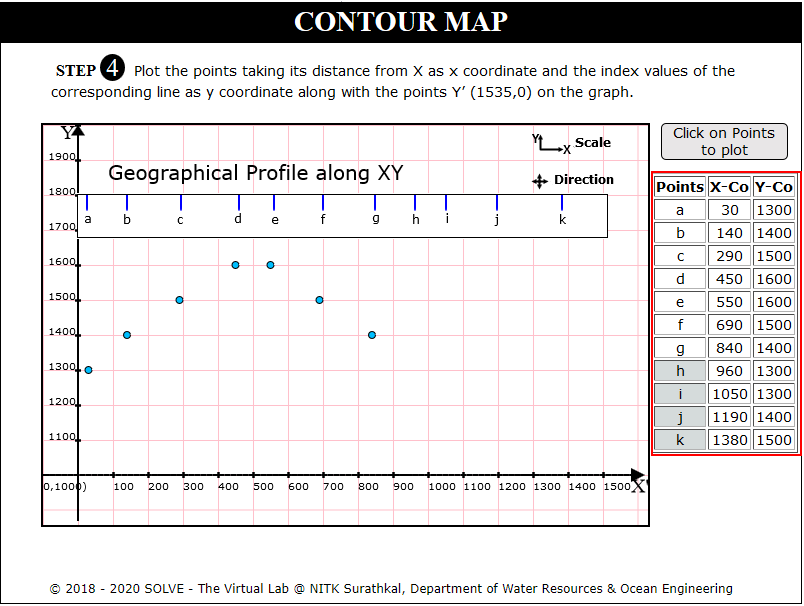 CONTOUR MAP
STEP 4 Plot the points taking its distance from X as x coordinate and the index values of the
corresponding line as y coordinate along with the points Y’ (1535,0) on the graph.
Y
Y
X Scale
Direction
Click on Points
to plot
Geographical Profile along XY
1900
1800
a b c d e f g h i j k
1700
1600
1500
1400
1300
1200
1100
0,1000) 100 200 300 400 500 600 700 800 900 1000 1100 1200 1300 1400 1500 X'
Points X-Co Y-Co
a 30 1300
b 140 1400
c 290 1500
d 450 1600
e 550 1600
f 690 1500
g 840 1400
h 960 1300
i 1050 1300
j 1190 1400
k 1380 1500
© 2018 - 2020 SOLVE - The Virtual Lab @ NITK Surathkal, Department of Water Resources & Ocean Engineering